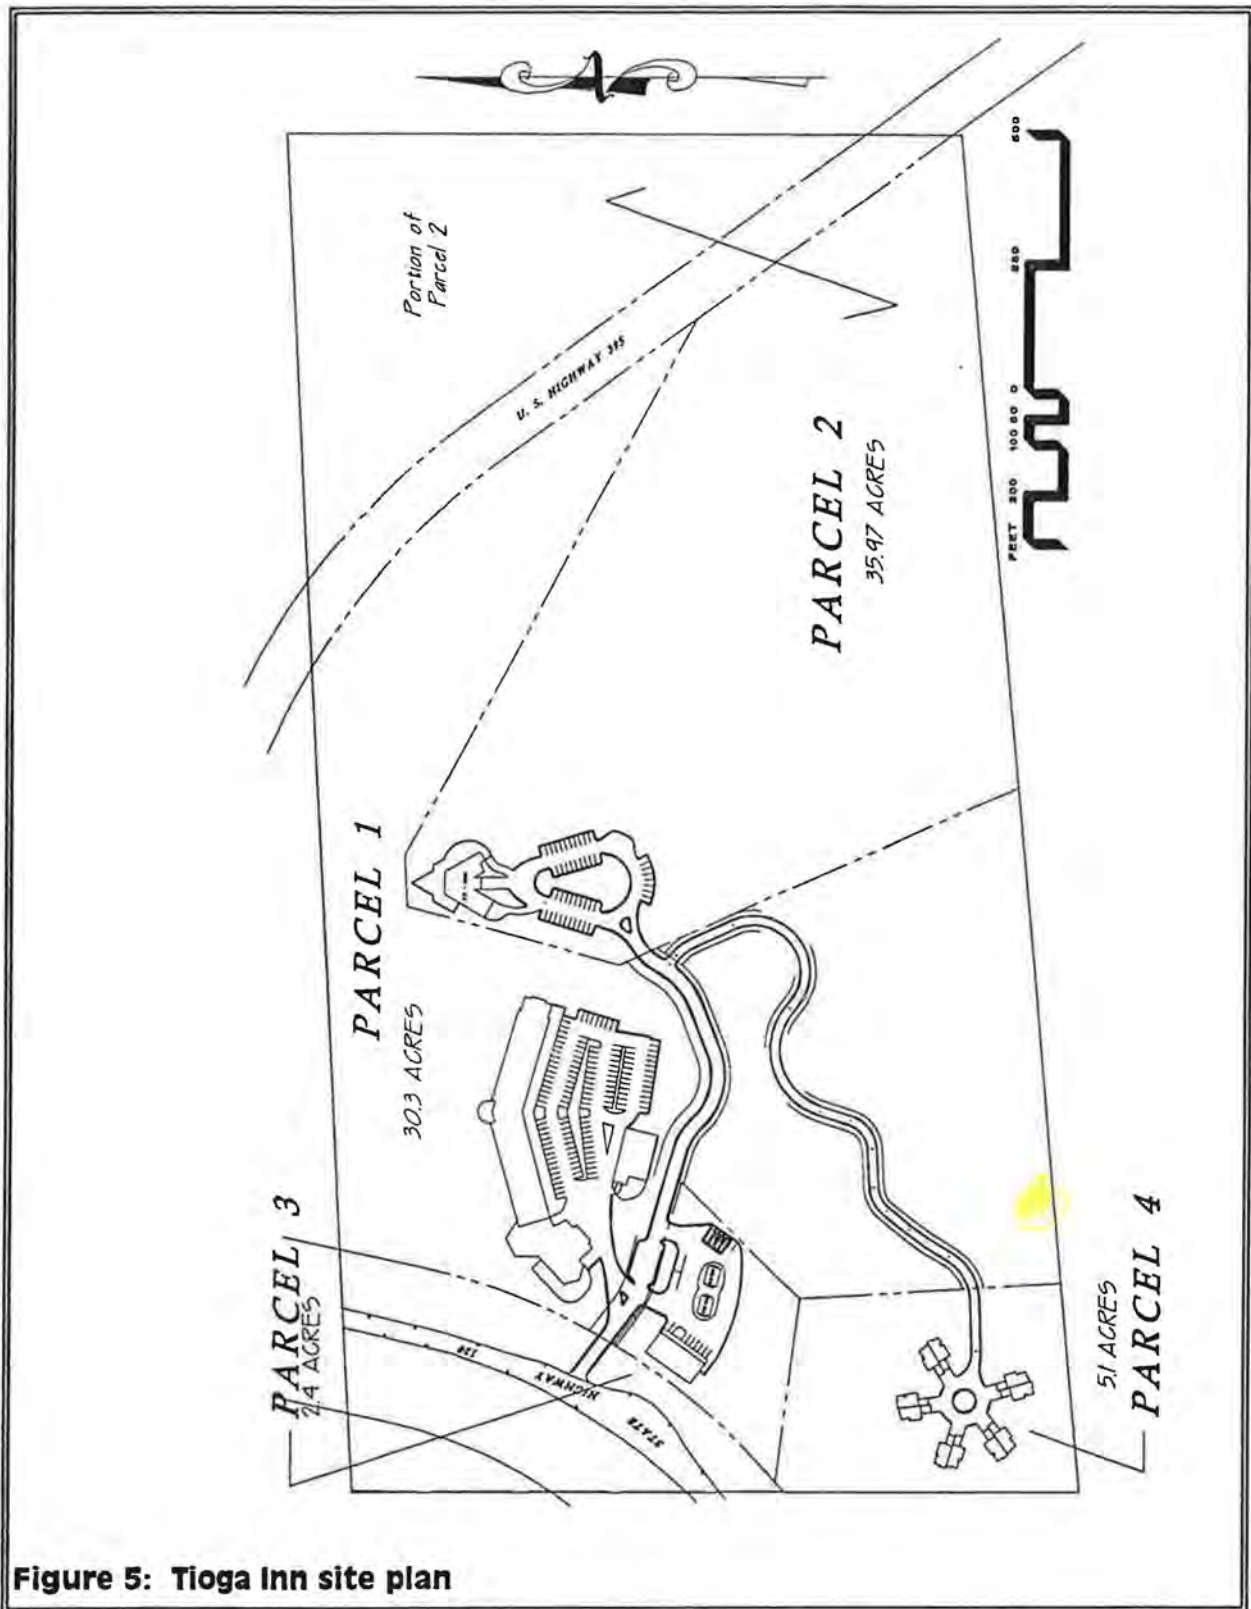 Portion of
Parcel 2
U. S. HIGHWAY 395
PARCEL 2
35.97 ACRES
FEET 200 100 50 0 250 500
PARCEL 1
30.3 ACRES
PARCEL 3
2.4 ACRES
STATE HIGHWAY 120
5.1 ACRES
PARCEL 4
Figure 5: Tioga Inn site plan